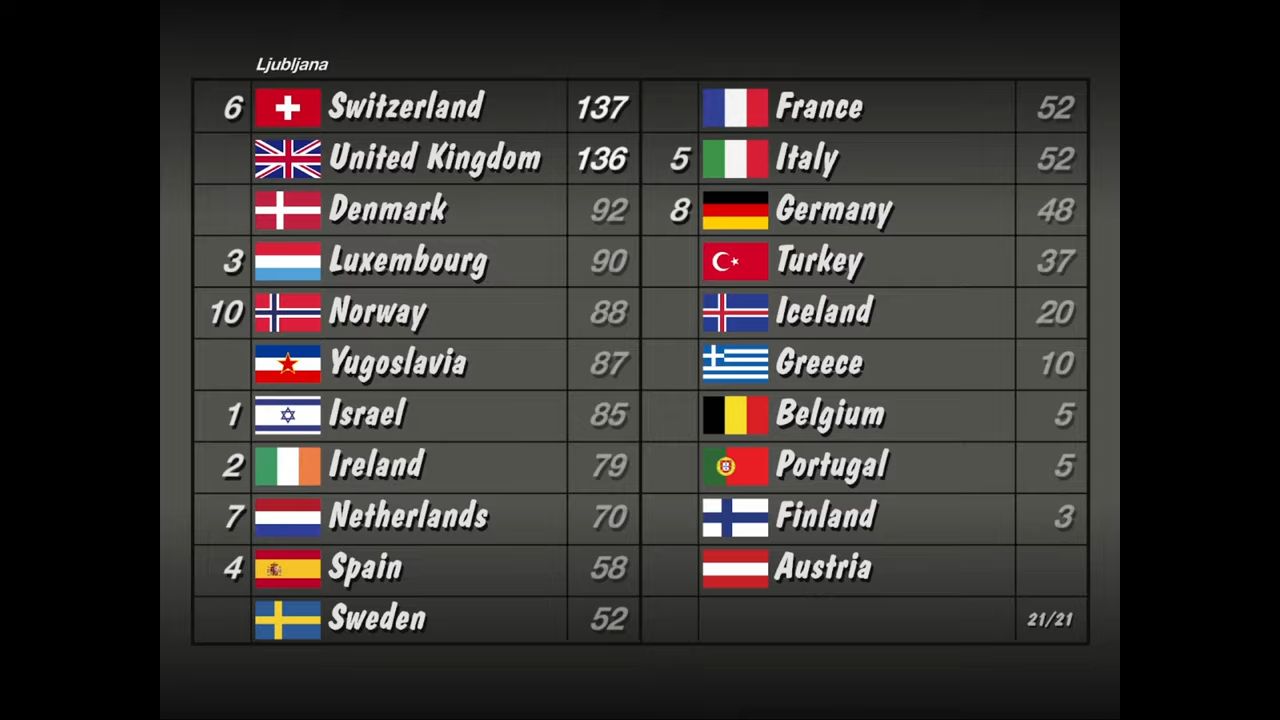 Ljubljana
6 Switzerland 137
United Kingdom 136
Denmark 92
3 Luxembourg 90
10 Norway 88
Yugoslavia 87
1 Israel 85
2 Ireland 79
7 Netherlands 70
4 Spain 58
Sweden 52
France 52
5 Italy 52
8 Germany 48
Turkey 37
Iceland 20
Greece 10
Belgium 5
Portugal 5
Finland 3
Austria
21/21